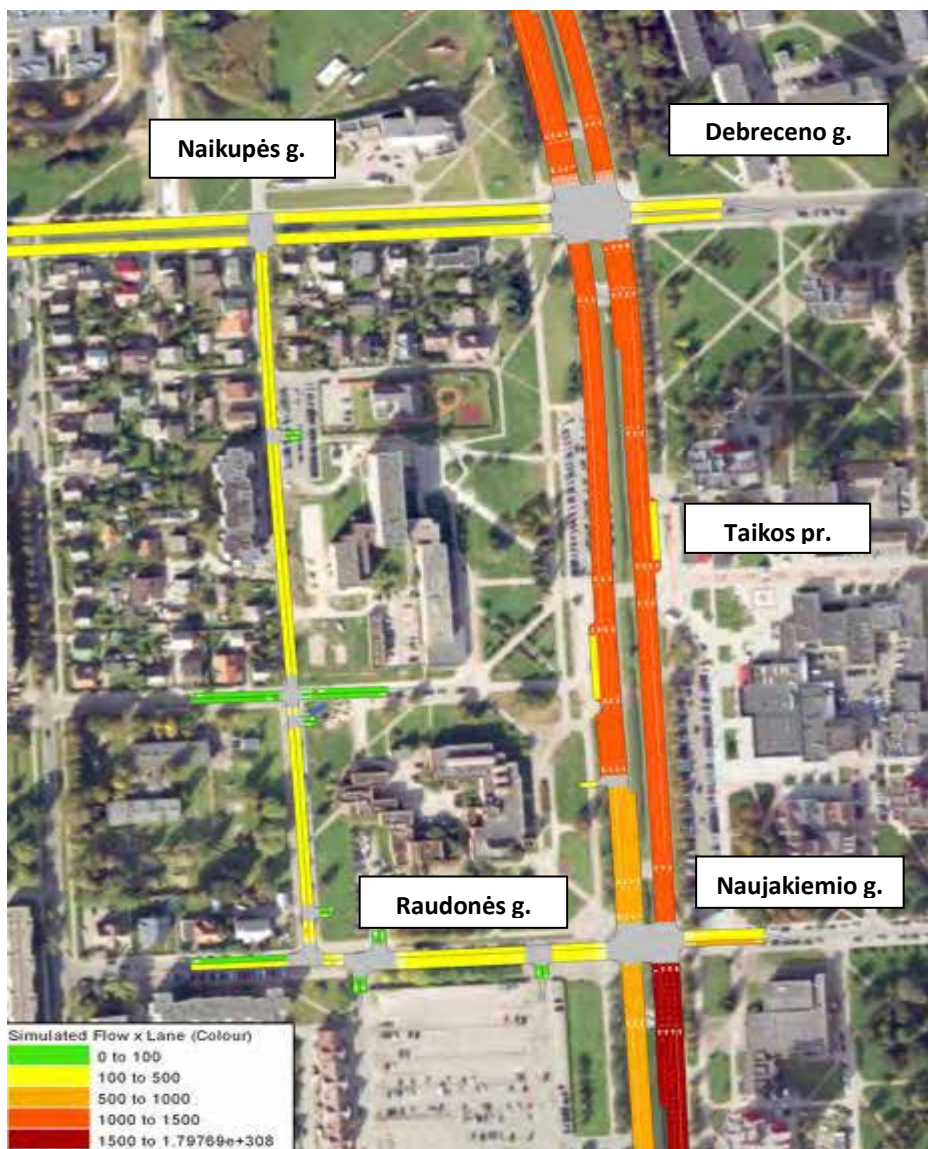 Naikupės g.
Debreceno g.
Taikos pr.
Naujakiemio g.
Raudonės g.
Simulated Flow x Lane (Colour)
0 to 100
100 to 500
500 to 1000
1000 to 1500
1500 to 1.79769e+308